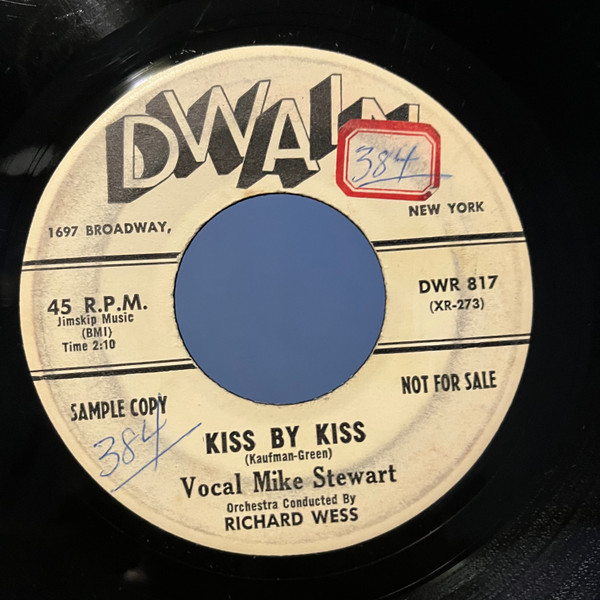 DWAIN
384
1697 BROADWAY,
NEW YORK
45 R.P.M.
Jimskip Music
(BMI)
Time 2:10
DWR 817
(XR-273)
SAMPLE COPY
NOT FOR SALE
384
KISS BY KISS
(Kaufman-Green)
Vocal Mike Stewart
Orchestra Conducted By
RICHARD WESS